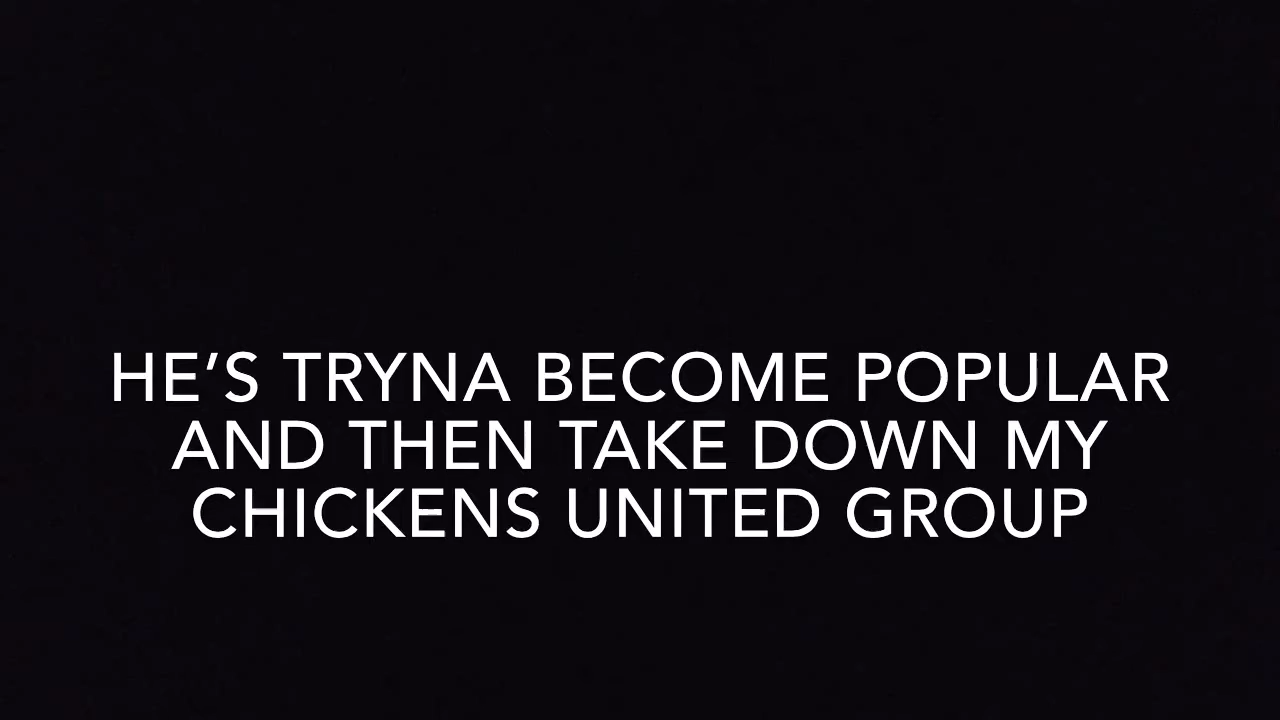 HE’S TRYNA BECOME POPULAR
AND THEN TAKE DOWN MY
CHICKENS UNITED GROUP